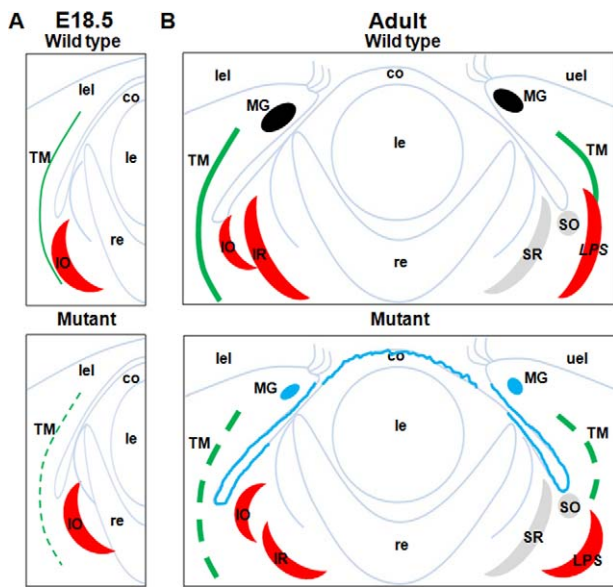 A E18.5
Wild type
lel
co
TM
le
IO
re
Mutant
lel
co
TM
le
IO
re
B Adult
Wild type
lel
co
uel
MG
MG
TM
le
TM
IO
IR
re
SR
SO
LPS
Mutant
lel
co
uel
MG
MG
TM
le
TM
IO
IR
re
SR
SO
LPS